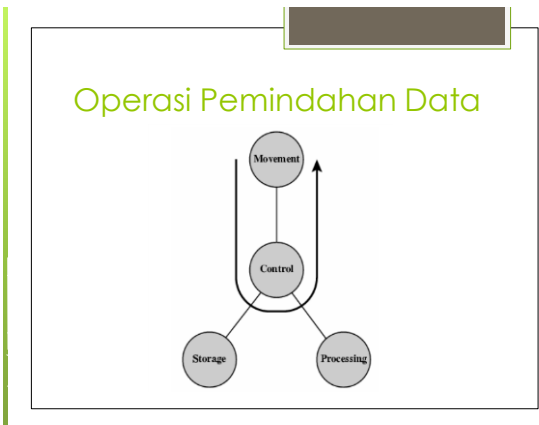 Operasi Pemindahan Data
Movement
Control
Storage
Processing